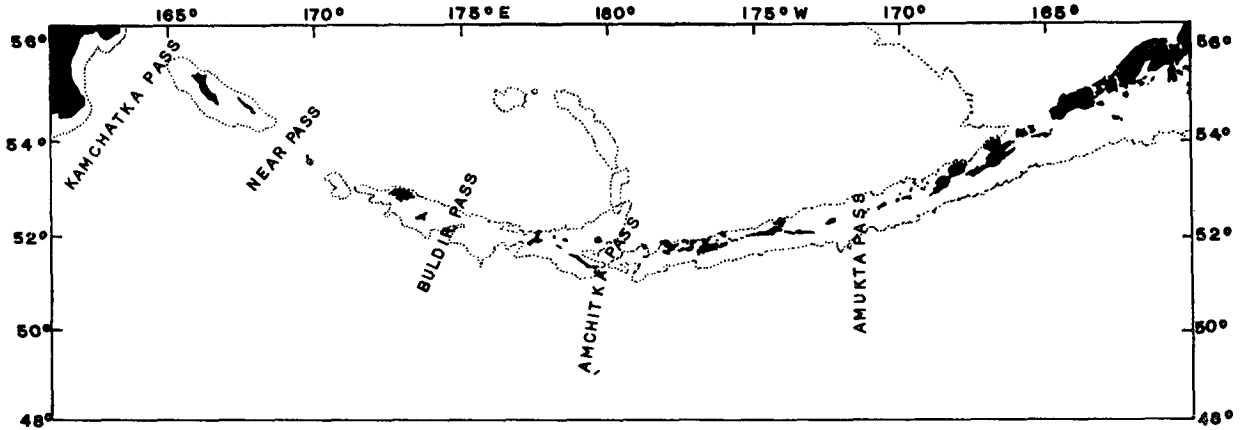 165° 170° 175° E 180° 175° W 170° 165°
56° 56°
KAMCHATKA PASS
NEAR PASS
54° 54°
BULDIR PASS
AMCHITKA PASS
AMUKTA PASS
52° 52°
50° 50°
48° 48°